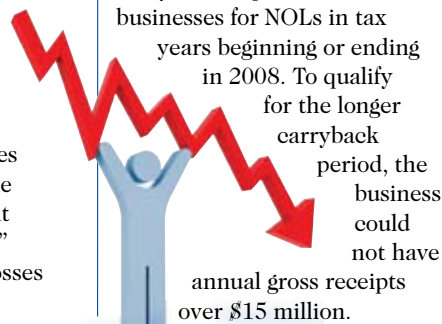 businesses for NOLs in tax
years beginning or ending
in 2008. To qualify
for the longer
carryback
period, the
business
could
not have
annual gross receipts
over $15 million.